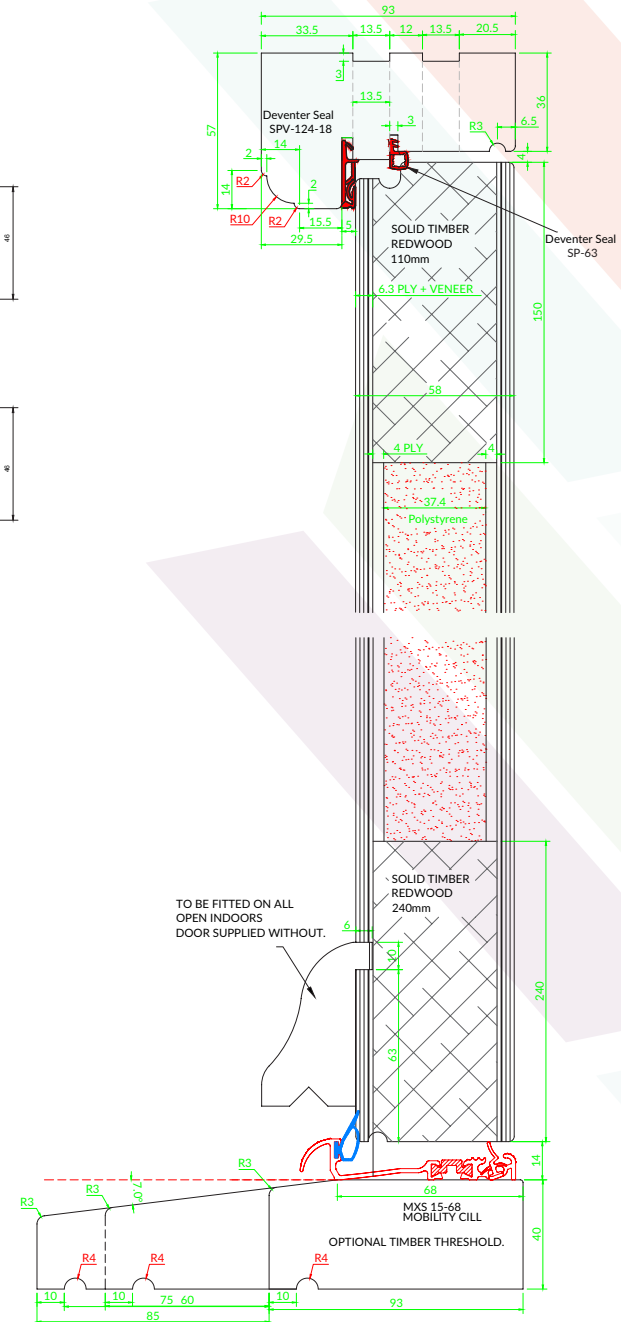 93
33.5
13.5
12
13.5
20.5
3
13.5
3
57
36
6.5
R3
4
Deventer Seal
SPV-124-18
2
14
14
2
R2
R10
R2
15.5
5
29.5
SOLID TIMBER
REDWOOD
110mm
Deventer Seal
SP-63
6.3 PLY + VENEER
150
58
4 PLY
4
37.4
Polystyrene
46
46
SOLID TIMBER
REDWOOD
240mm
TO BE FITTED ON ALL
OPEN INDOORS
DOOR SUPPLIED WITHOUT.
6
10
63
240
14
R3
R3
R3
7.0°
68
MXS 15-68
MOBILITY CILL
OPTIONAL TIMBER THRESHOLD.
40
R4
R4
R4
10
10
75
60
10
93
85